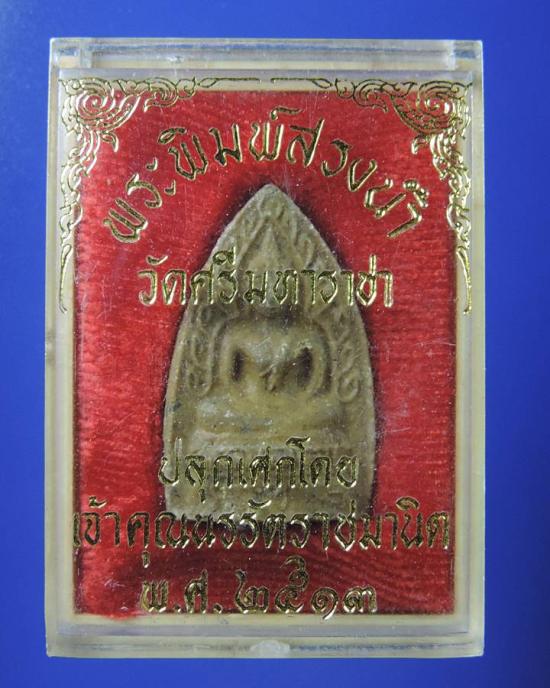 พระพิมพ์สรงน้ำ
วัดศรีมหาราชา
ปลุกเศกโดย
เจ้าคุณนรรัตราชมานิต
พ.ศ.๒๕๑๓